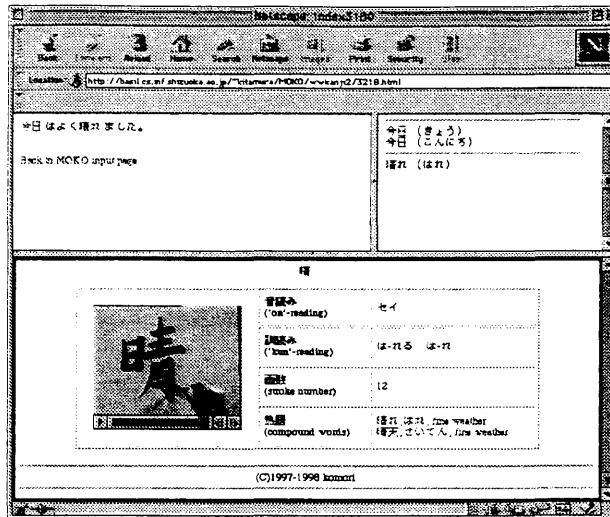 Netscape: index3180
Back
Forward
Reload
Home
Search
Netscape
Images
Print
Security
Stop
N
Location:
今日 はよく晴れ ました。
Back to MOKO input page
今日 (きょう)
今日 (こんにち)
晴れ (はれ)
晴
晴
音読み
('on'-reading)
セイ
訓読み
('kun'-reading)
は-れる は-れ
画数
(stroke number)
12
熟語
(compound words)
晴れ, はれ, fine weather
晴天, せいてん, fine weather
(C)1997-1998 komori